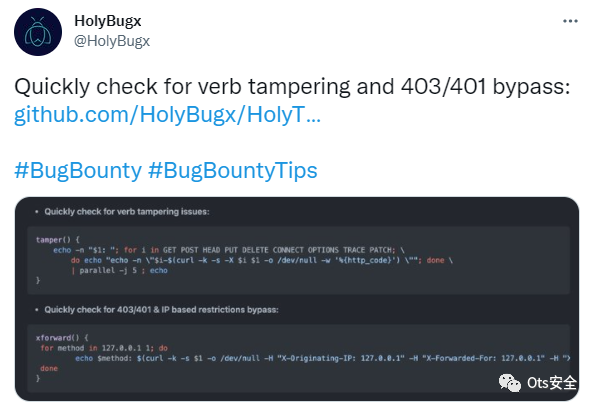 HolyBugx
@HolyBugx
Quickly check for verb tampering and 403/401 bypass:
github.com/HolyBugx/HolyT...
#BugBounty #BugBountyTips
• Quickly check for verb tampering issues:
tamper() {
echo -n "$1: "; for i in GET POST HEAD PUT DELETE CONNECT OPTIONS TRACE PATCH; \
do echo "echo -n \"$i-$(curl -k -s -X $i $1 -o /dev/null -w '%{http_code}') \""; done \
| parallel -j 5 ; echo
}
• Quickly check for 403/401 & IP based restrictions bypass:
xforward() {
for method in 127.0.0.1 1; do
echo $method: $(curl -k -s $1 -o /dev/null -H "X-Originating-IP: 127.0.0.1" -H "X-Forwarded-For: 127.0.0.1" -H "X
done
}
Ots安全